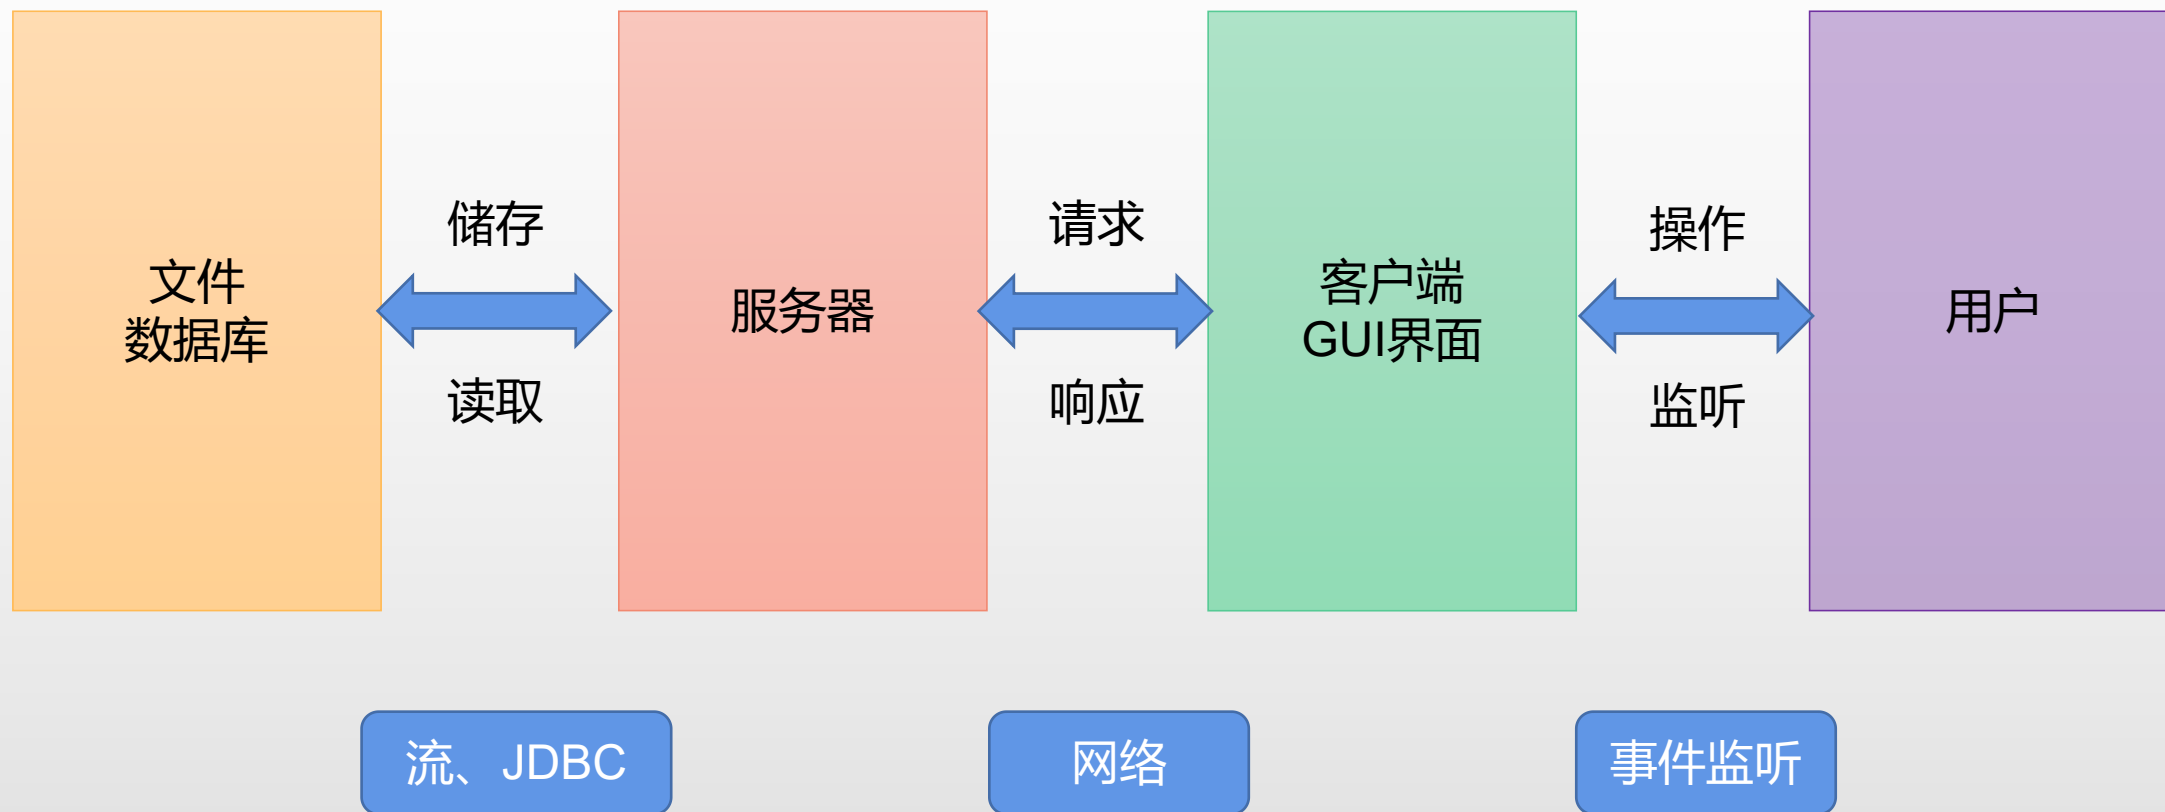 文件
数据库
储存
读取
服务器
请求
响应
客户端
GUI界面
操作
监听
用户
流、JDBC
网络
事件监听